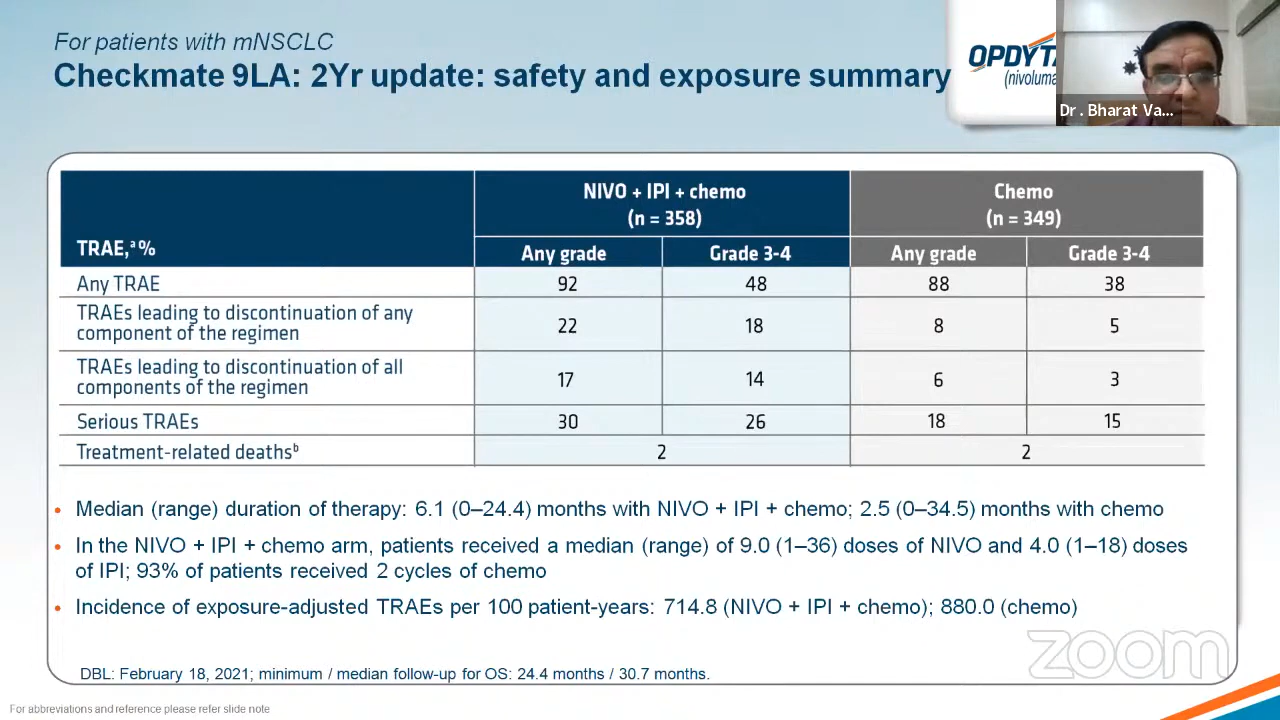 For patients with mNSCLC
Checkmate 9LA: 2Yr update: safety and exposure summary
OPDYTA
(nivoluma
Dr . Bharat Va...
TRAE,ᵃ %
NIVO + IPI + chemo
(n = 358)
Chemo
(n = 349)
Any grade Grade 3-4 Any grade Grade 3-4
Any TRAE 92 48 88 38
TRAEs leading to discontinuation of any
component of the regimen 22 18 8 5
TRAEs leading to discontinuation of all
components of the regimen 17 14 6 3
Serious TRAEs 30 26 18 15
Treatment-related deathsᵇ 2 2
• Median (range) duration of therapy: 6.1 (0–24.4) months with NIVO + IPI + chemo; 2.5 (0–34.5) months with chemo
• In the NIVO + IPI + chemo arm, patients received a median (range) of 9.0 (1–36) doses of NIVO and 4.0 (1–18) doses
of IPI; 93% of patients received 2 cycles of chemo
• Incidence of exposure-adjusted TRAEs per 100 patient-years: 714.8 (NIVO + IPI + chemo); 880.0 (chemo)
zoom
DBL: February 18, 2021; minimum / median follow-up for OS: 24.4 months / 30.7 months.
For abbreviations and reference please refer slide note